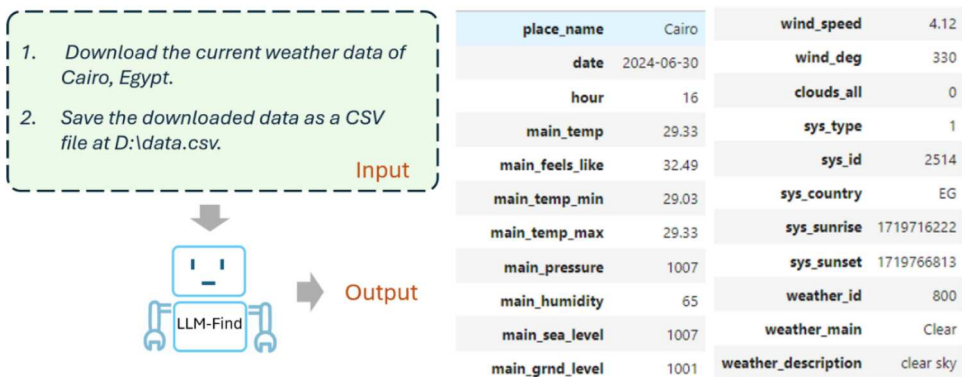 1. Download the current weather data of
Cairo, Egypt.
2. Save the downloaded data as a CSV
file at D:\data.csv.
Input
LLM-Find
Output
place_name Cairo
date 2024-06-30
hour 16
main_temp 29.33
main_feels_like 32.49
main_temp_min 29.03
main_temp_max 29.33
main_pressure 1007
main_humidity 65
main_sea_level 1007
main_grnd_level 1001
wind_speed 4.12
wind_deg 330
clouds_all 0
sys_type 1
sys_id 2514
sys_country EG
sys_sunrise 1719716222
sys_sunset 1719766813
weather_id 800
weather_main Clear
weather_description clear sky